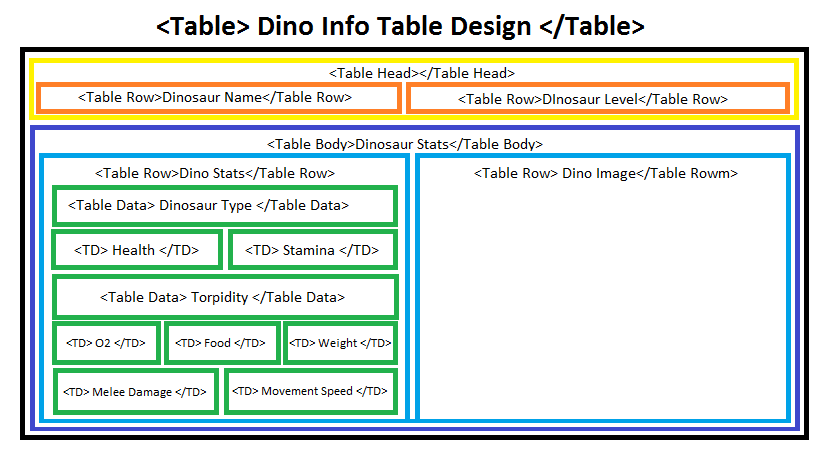 <Table> Dino Info Table Design </Table>
<Table Head></Table Head>
<Table Row>Dinosaur Name</Table Row>
<Table Row>DInosaur Level</Table Row>
<Table Body>Dinosaur Stats</Table Body>
<Table Row>Dino Stats</Table Row>
<Table Row> Dino Image</Table Rowm>
<Table Data> Dinosaur Type </Table Data>
<TD> Health </TD>
<TD> Stamina </TD>
<Table Data> Torpidity </Table Data>
<TD> O2 </TD>
<TD> Food </TD>
<TD> Weight </TD>
<TD> Melee Damage </TD>
<TD> Movement Speed </TD>